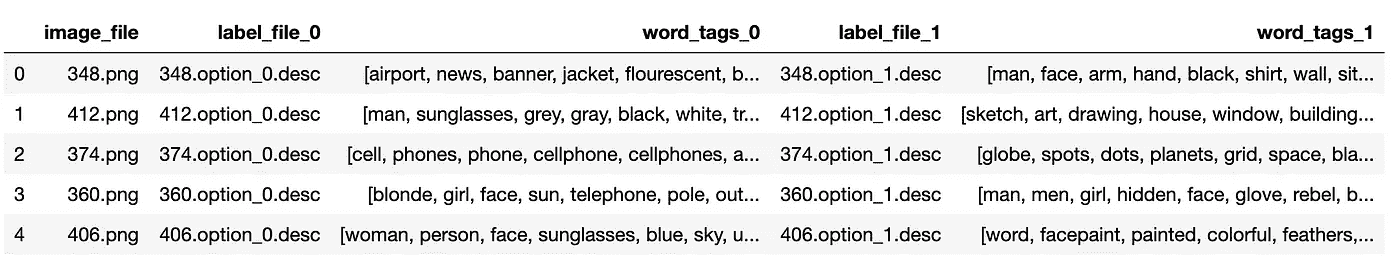 image_file label_file_0 word_tags_0 label_file_1 word_tags_1
0 348.png 348.option_0.desc [airport, news, banner, jacket, flourescent, b... 348.option_1.desc [man, face, arm, hand, black, shirt, wall, sit...
1 412.png 412.option_0.desc [man, sunglasses, grey, gray, black, white, tr... 412.option_1.desc [sketch, art, drawing, house, window, building...
2 374.png 374.option_0.desc [cell, phones, phone, cellphone, cellphones, a... 374.option_1.desc [globe, spots, dots, planets, grid, space, bla...
3 360.png 360.option_0.desc [blonde, girl, face, sun, telephone, pole, out... 360.option_1.desc [man, men, girl, hidden, face, glove, rebel, b...
4 406.png 406.option_0.desc [woman, person, face, sunglasses, blue, sky, u... 406.option_1.desc [word, facepaint, painted, colorful, feathers,...